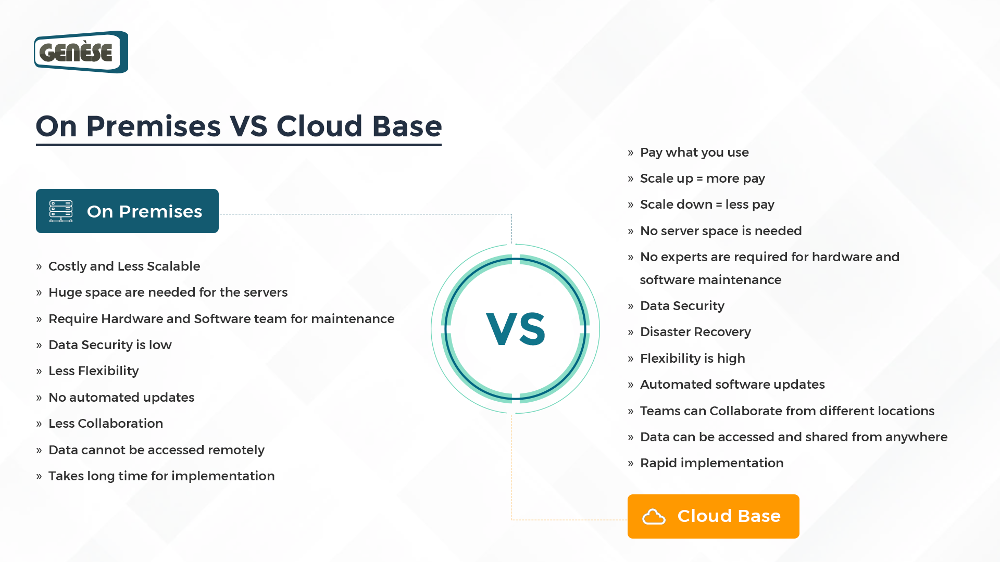 GENÈSE
On Premises VS Cloud Base
On Premises
» Costly and Less Scalable
» Huge space are needed for the servers
» Require Hardware and Software team for maintenance
» Data Security is low
» Less Flexibility
» No automated updates
» Less Collaboration
» Data cannot be accessed remotely
» Takes long time for implementation
VS
» Pay what you use
» Scale up = more pay
» Scale down = less pay
» No server space is needed
» No experts are required for hardware and
software maintenance
» Data Security
» Disaster Recovery
» Flexibility is high
» Automated software updates
» Teams can Collaborate from different locations
» Data can be accessed and shared from anywhere
» Rapid implementation
Cloud Base